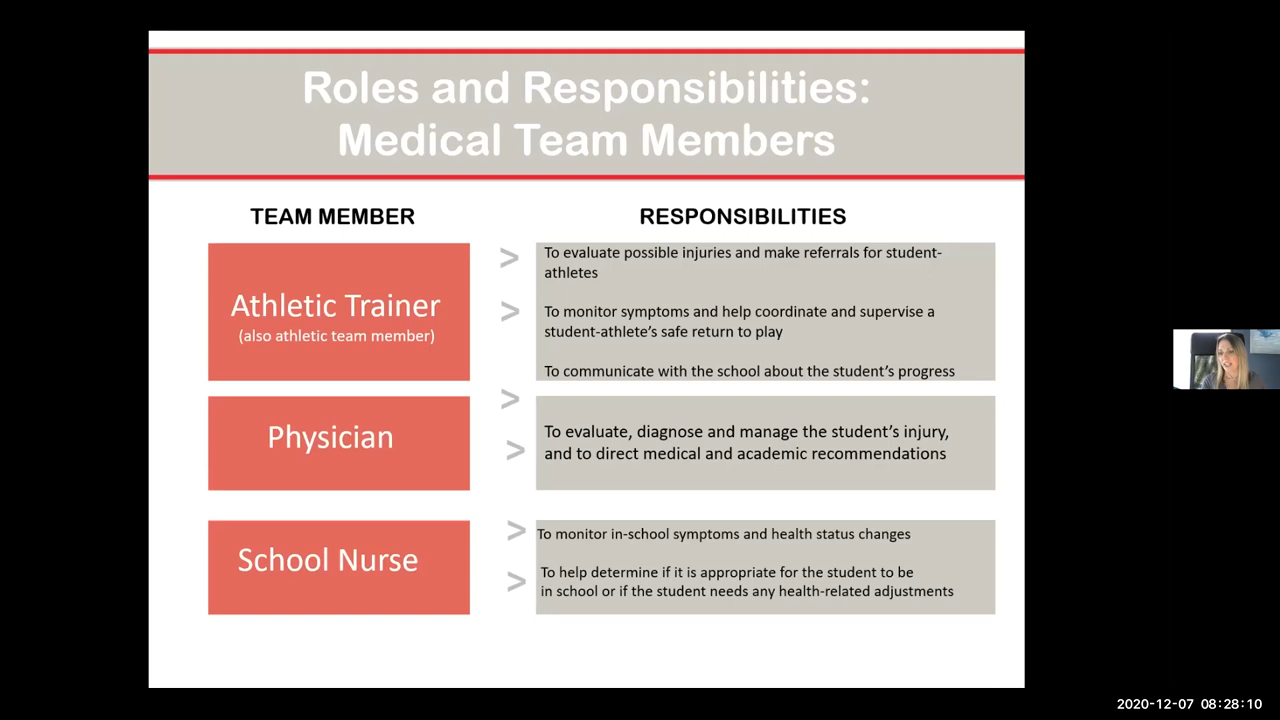 Roles and Responsibilities:
Medical Team Members
TEAM MEMBER
RESPONSIBILITIES
Athletic Trainer
(also athletic team member)
>
To evaluate possible injuries and make referrals for student-
athletes
>
To monitor symptoms and help coordinate and supervise a
student-athlete’s safe return to play
To communicate with the school about the student’s progress
>
Physician
To evaluate, diagnose and manage the student’s injury,
and to direct medical and academic recommendations
>
School Nurse
>
To monitor in-school symptoms and health status changes
>
To help determine if it is appropriate for the student to be
in school or if the student needs any health-related adjustments
2020-12-07 08:28:10